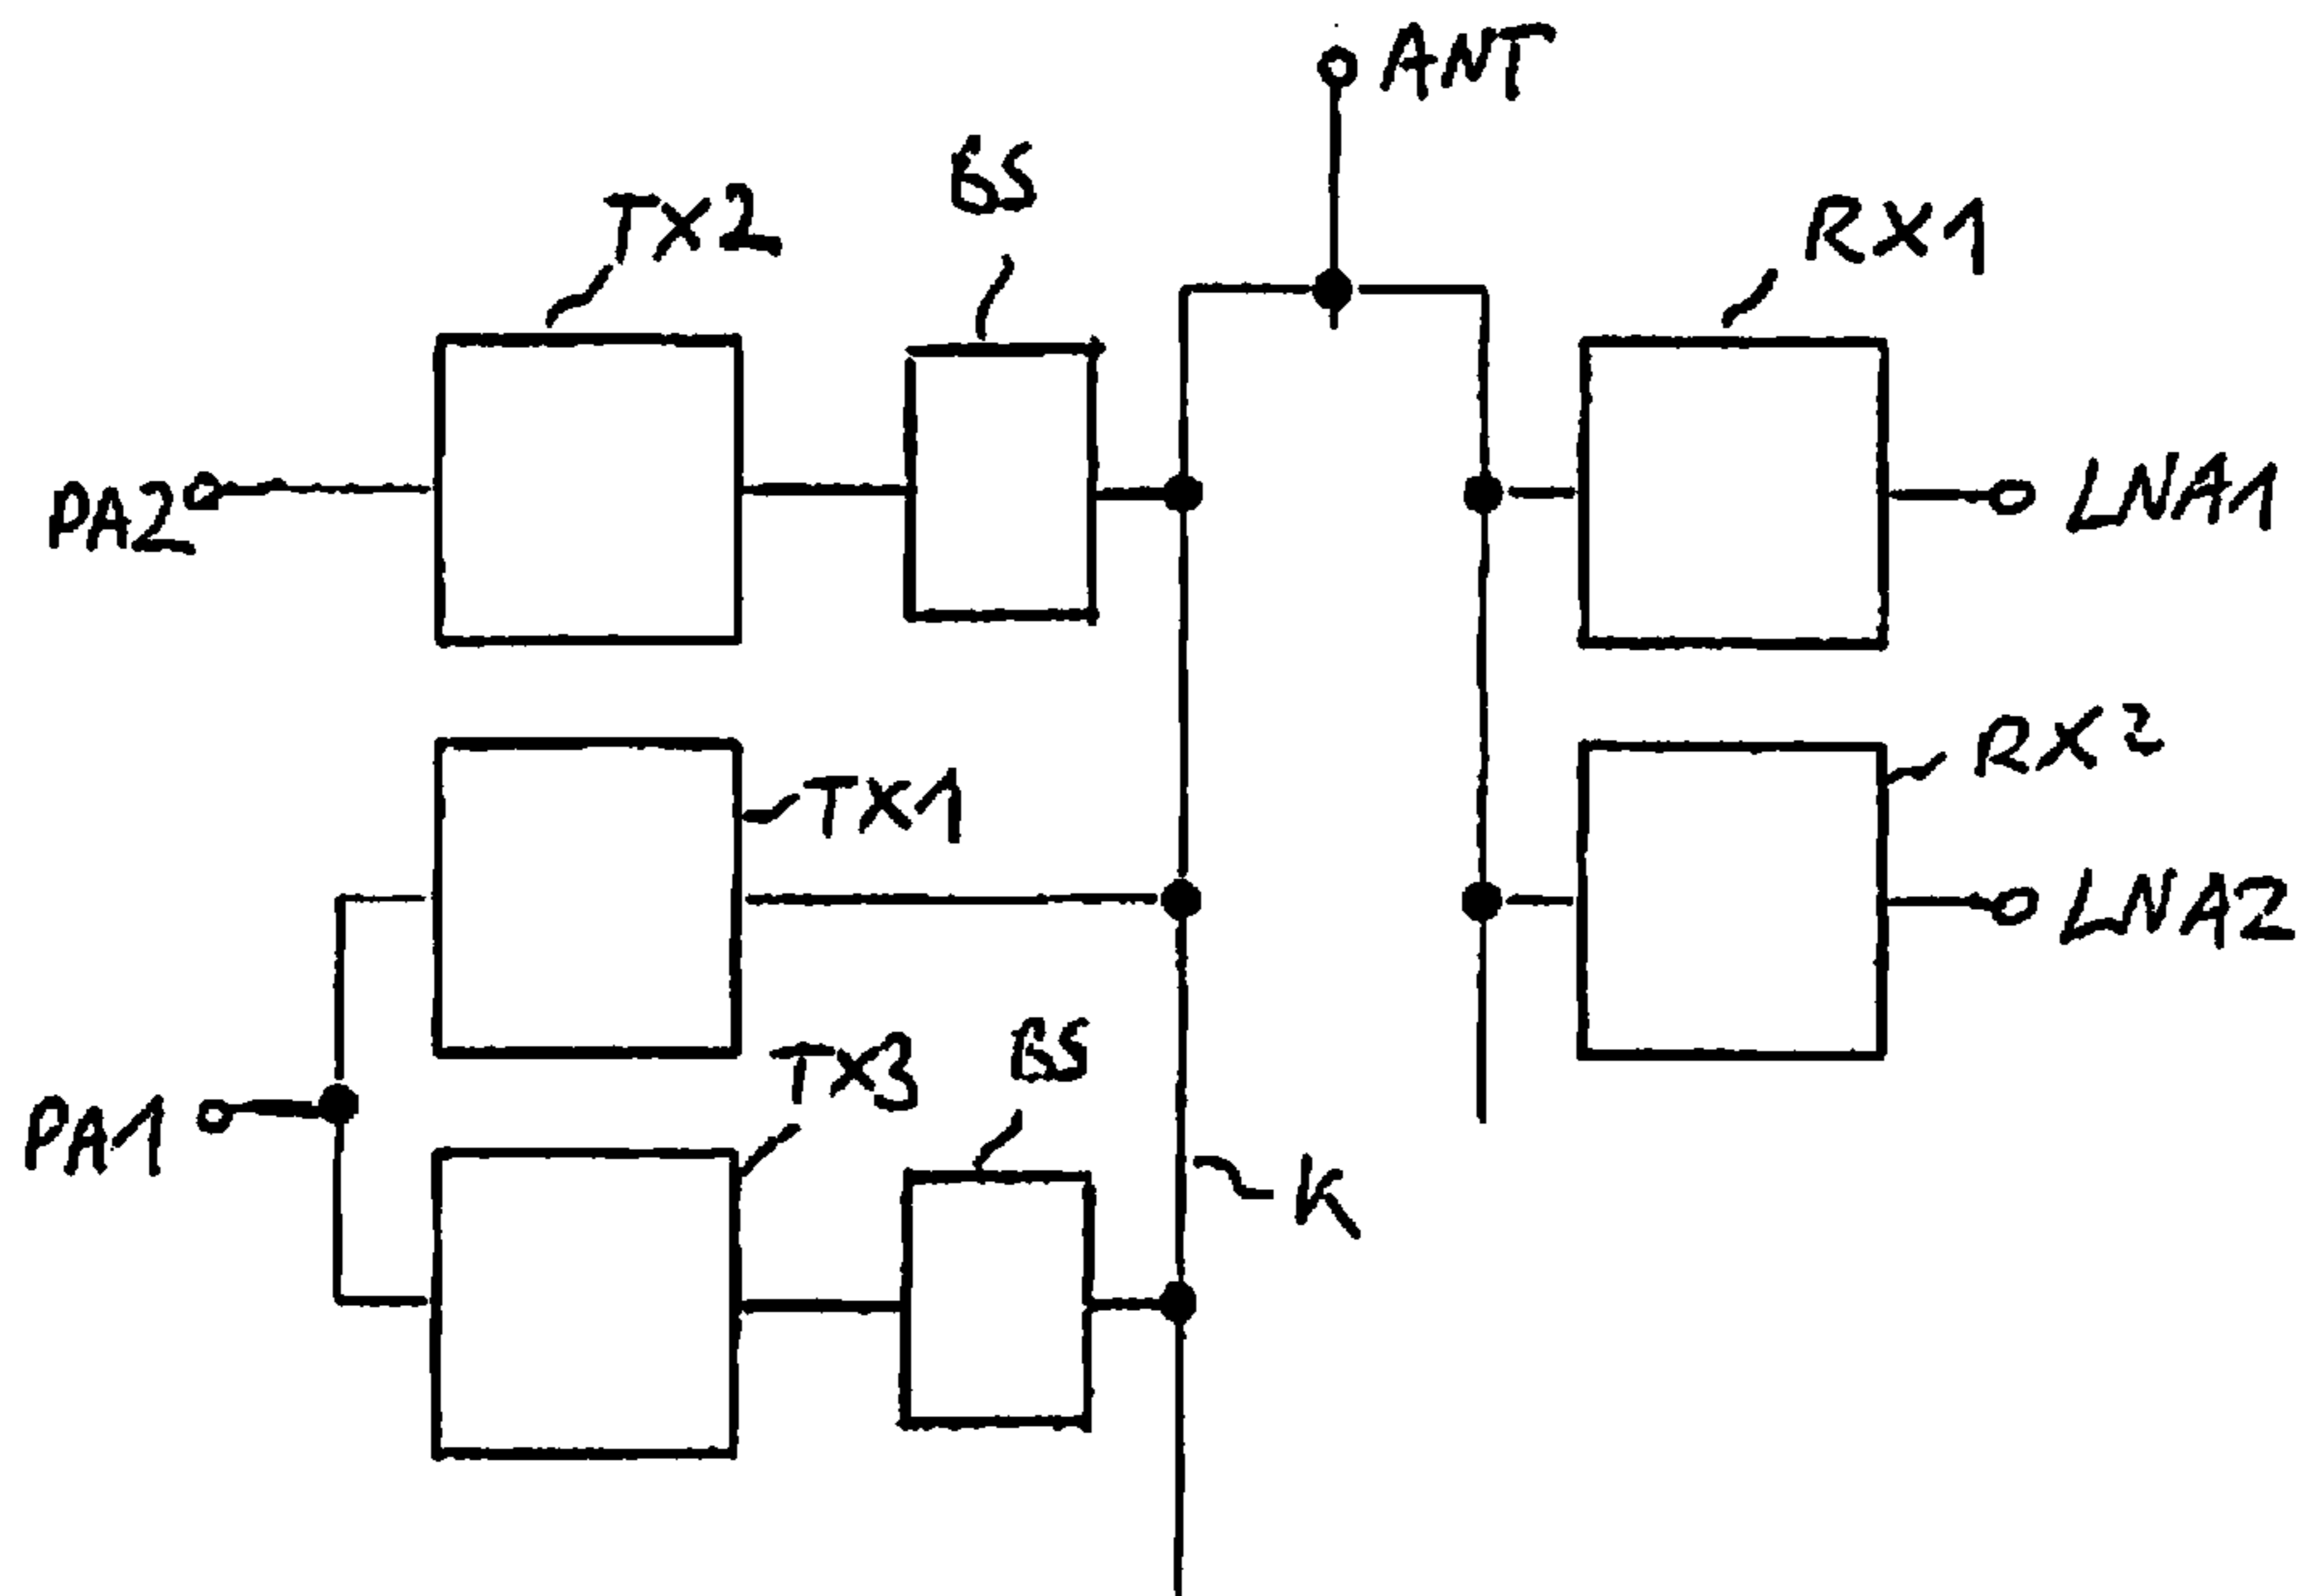 ANT
BS
TX2
RX1
PA2
LNA1
RX2
TX1
LNA2
TX3
BS
PA1
K